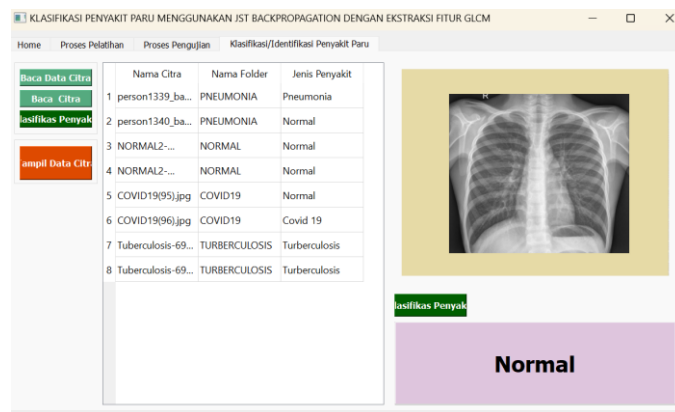 KLASIFIKASI PENYAKIT PARU MENGGUNAKAN JST BACKPROPAGATION DENGAN EKSTRAKSI FITUR GLCM
Home Proses Pelatihan Proses Pengujian Klasifikasi/Identifikasi Penyakit Paru
Baca Data Citra
Baca Citra
lasifikas Penyak
ampil Data Citr
Nama Citra Nama Folder Jenis Penyakit
1 person1339_ba... PNEUMONIA Pneumonia
2 person1340_ba... PNEUMONIA Normal
3 NORMAL2-... NORMAL Normal
4 NORMAL2-... NORMAL Normal
5 COVID19(95).jpg COVID19 Normal
6 COVID19(96).jpg COVID19 Covid 19
7 Tuberculosis-69... TURBERCULOSIS Turberculosis
8 Tuberculosis-69... TURBERCULOSIS Turberculosis
R
lasifikas Penyak
Normal